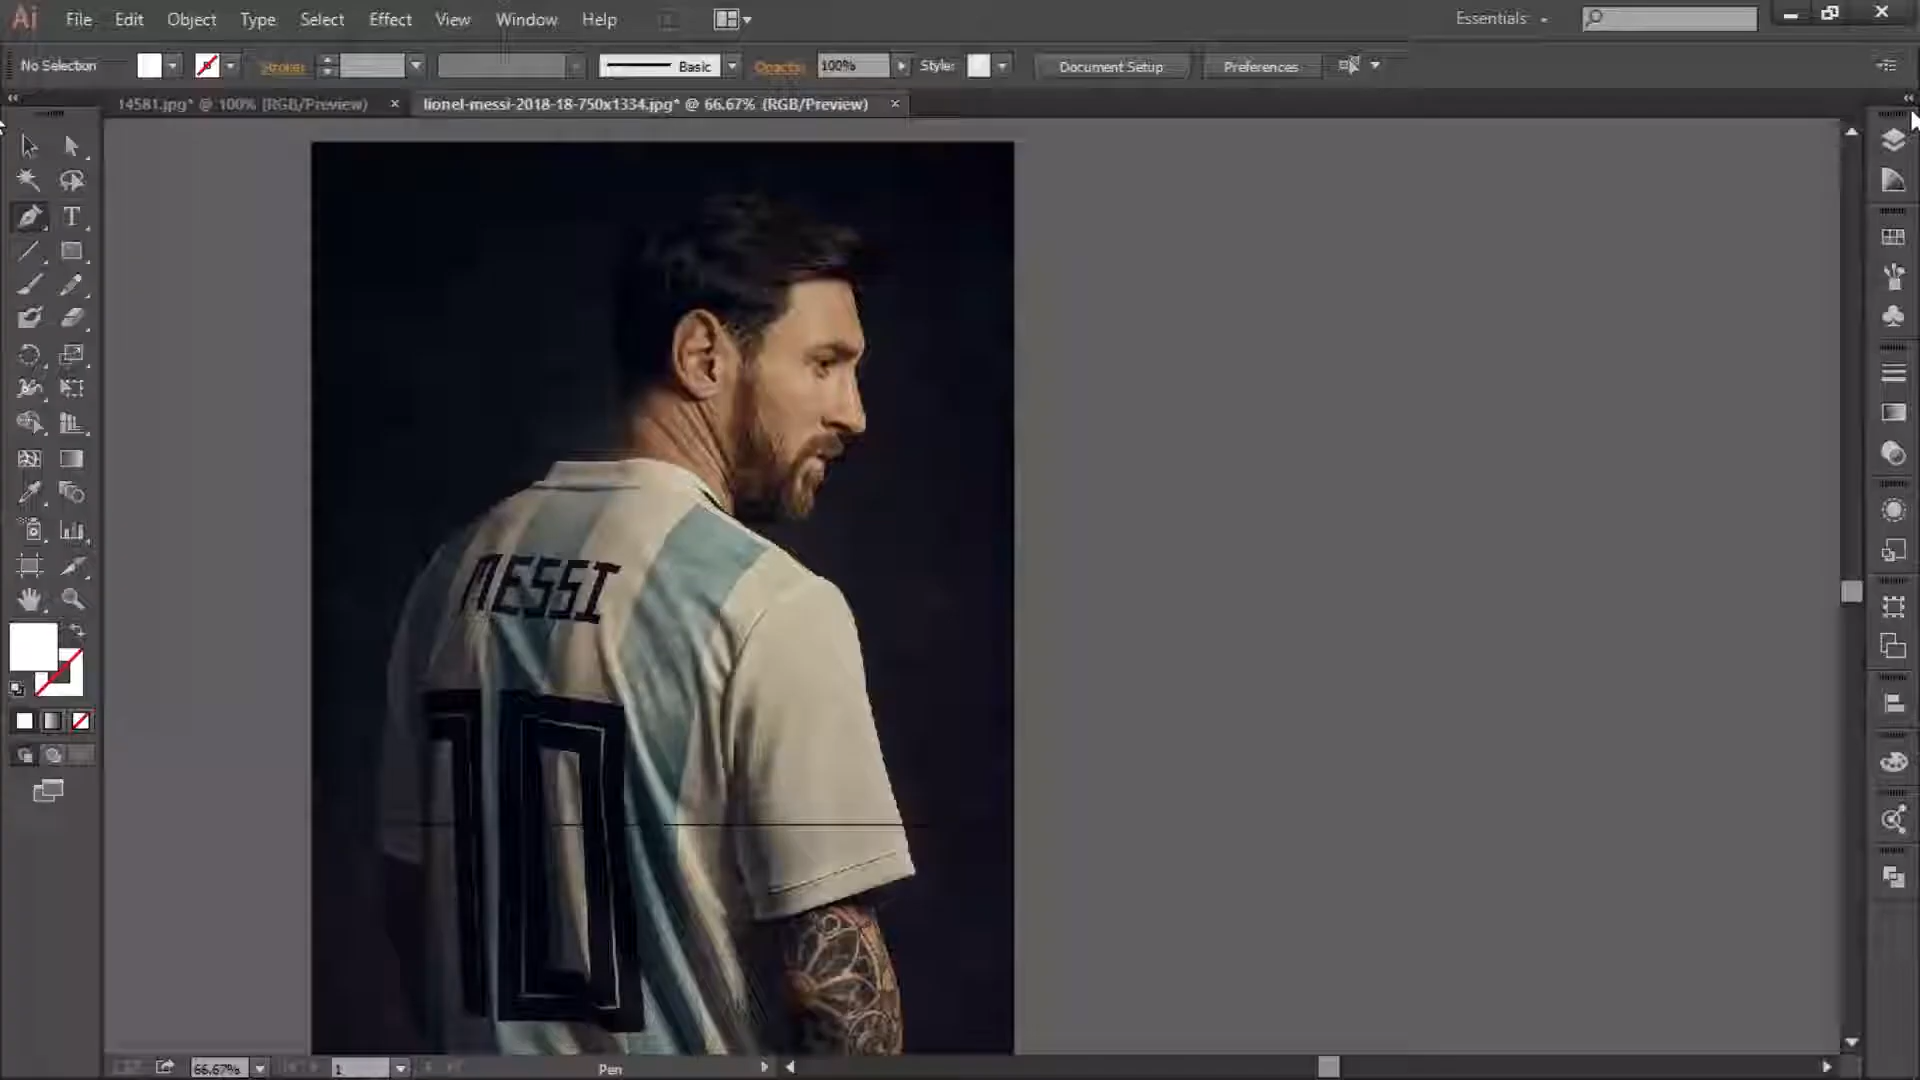 Ai File Edit Object Type Select Effect View Window Help Essentials
No Selection Stroke: Basic Opacity: 100% Style: Document Setup Preferences
14581.jpg* @ 100% (RGB/Preview) × lionel-messi-2018-18-750x1334.jpg* @ 66.67% (RGB/Preview) ×
T
MESSI
10
66.67% 1 Pen